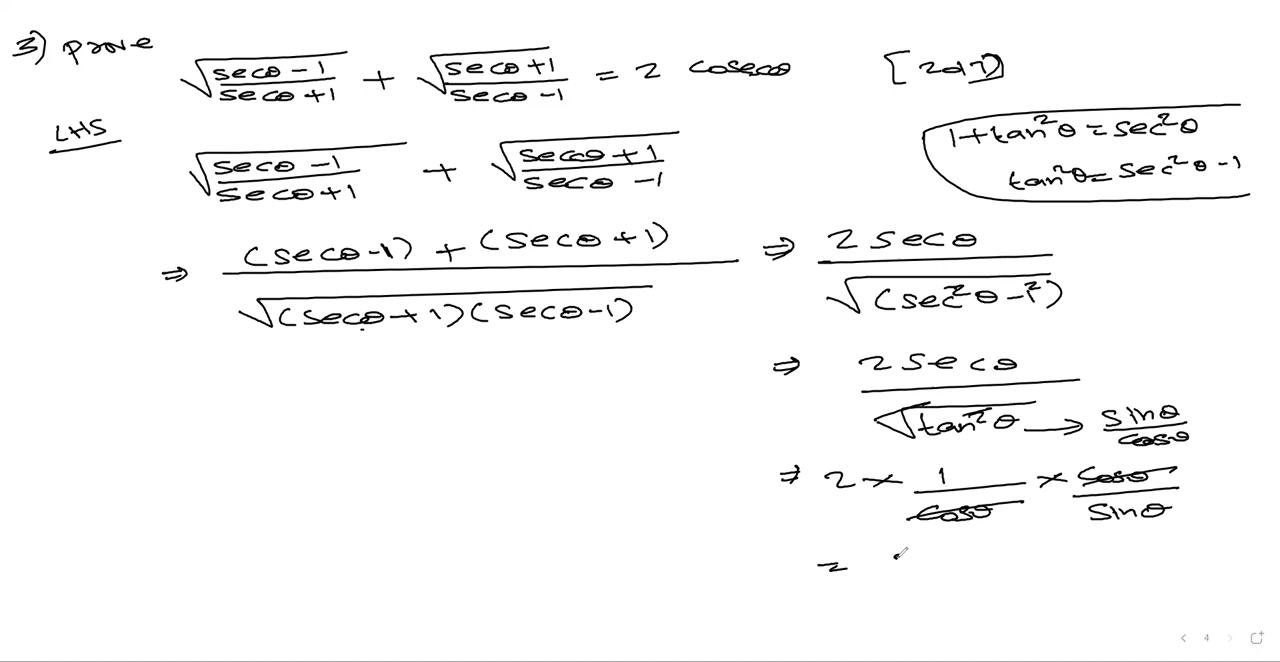 3) prove
√(secθ-1 / secθ+1) + √(secθ+1 / secθ-1) = 2 cosecθ
LHS
√(secθ-1 / secθ+1) + √(secθ+1 / secθ-1)
1+tan²θ = sec²θ
tan²θ = sec²θ-1
⇒ (secθ-1) + (secθ+1) / √(secθ+1)(secθ-1)
⇒ 2 secθ / √(sec²θ-1²)
⇒ 2 secθ / √tan²θ → sinθ / cosθ
⇒ 2 × 1 / cosθ × cosθ / sinθ
=
4